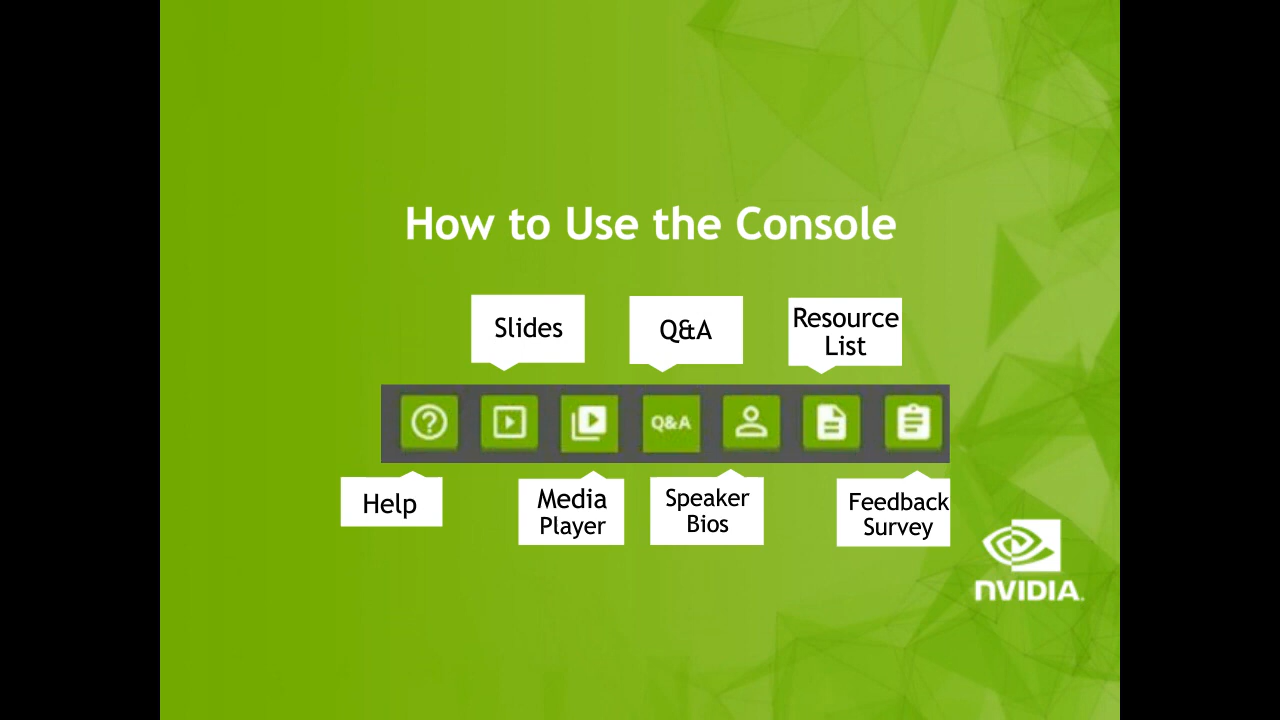 How to Use the Console
Slides
Q&A
Resource
List
Q&A
Help
Media
Player
Speaker
Bios
Feedback
Survey
NVIDIA.